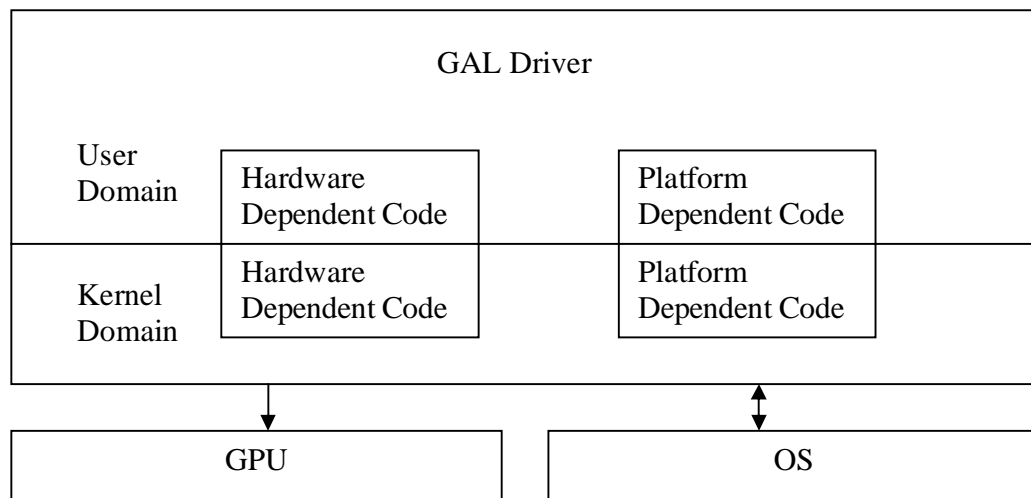 GAL Driver
User
Domain
Hardware
Dependent Code
Platform
Dependent Code
Kernel
Domain
Hardware
Dependent Code
Platform
Dependent Code
GPU
OS